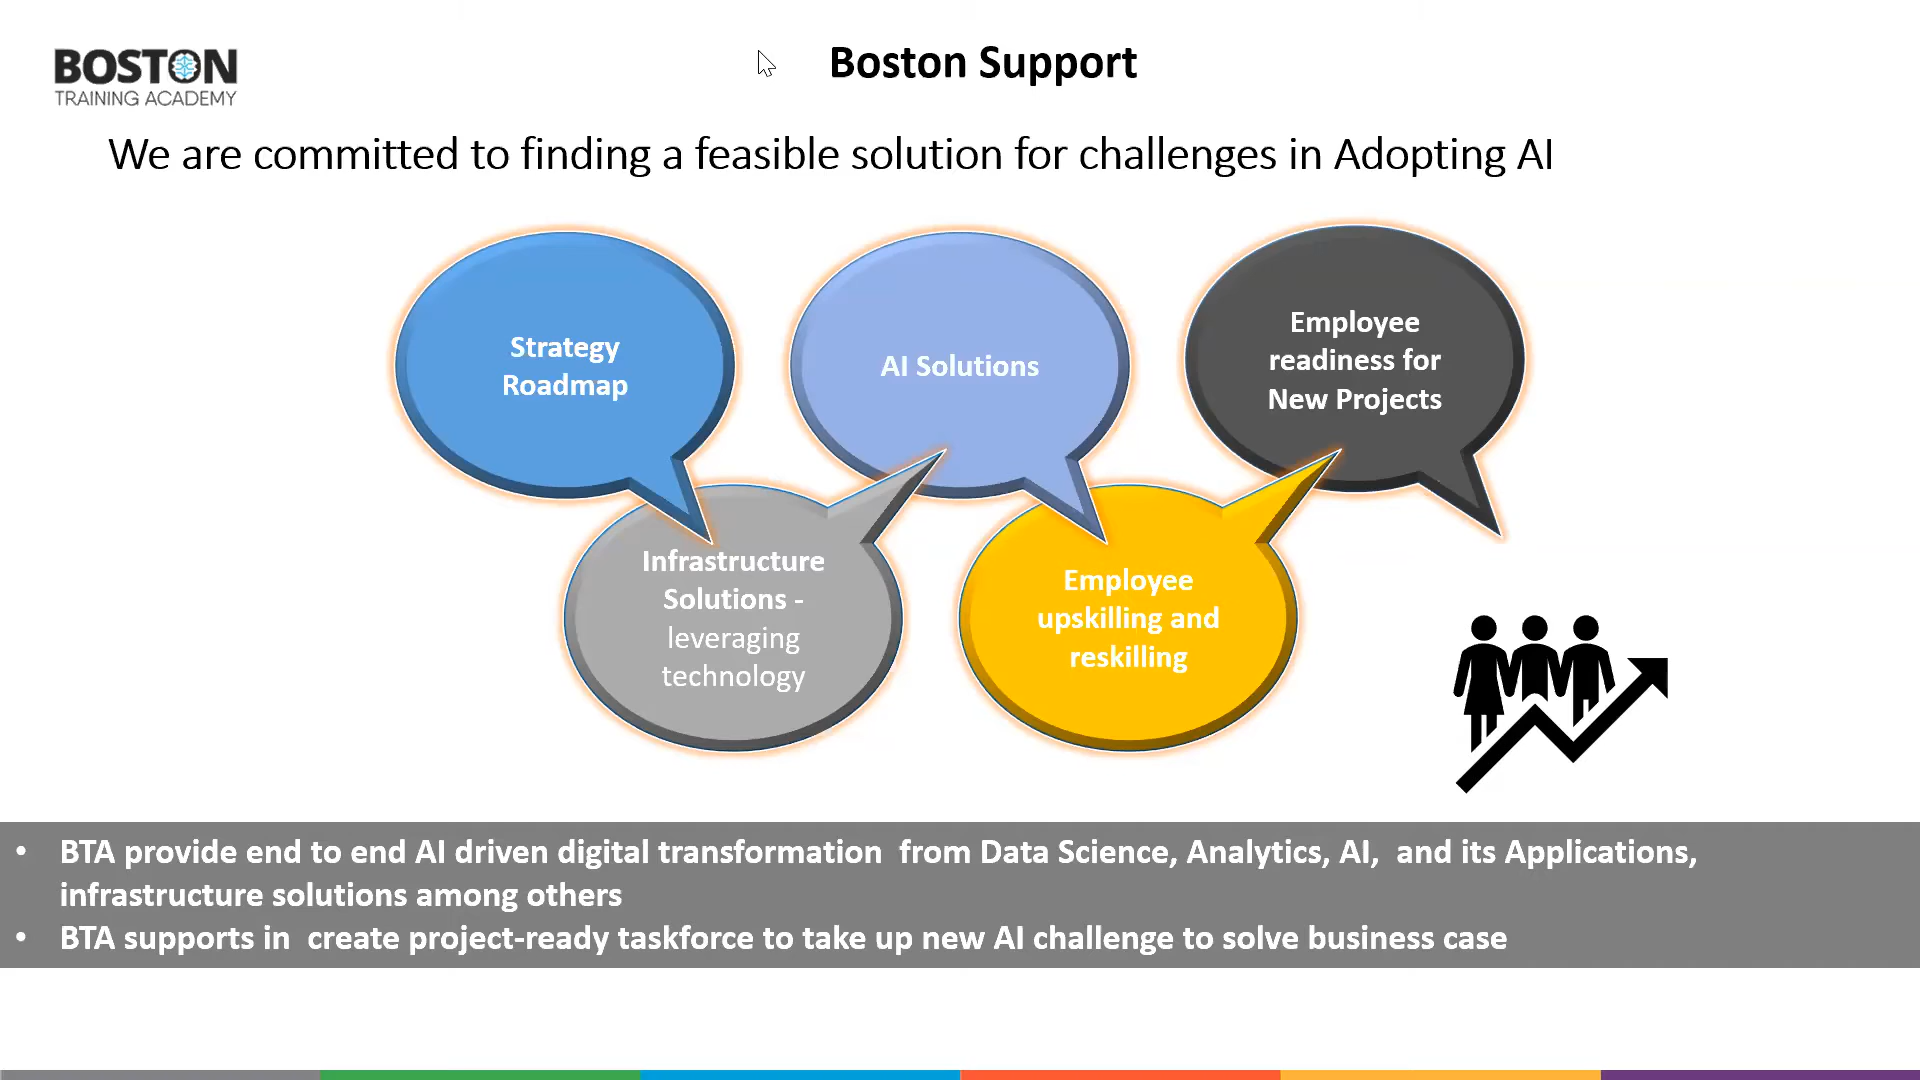 BOSTON
TRAINING ACADEMY
Boston Support
We are committed to finding a feasible solution for challenges in Adopting AI
Strategy
Roadmap
AI Solutions
Employee
readiness for
New Projects
Infrastructure
Solutions -
leveraging
technology
Employee
upskilling and
reskilling
• BTA provide end to end AI driven digital transformation  from Data Science, Analytics, AI,  and its Applications,
infrastructure solutions among others
• BTA supports in  create project-ready taskforce to take up new AI challenge to solve business case